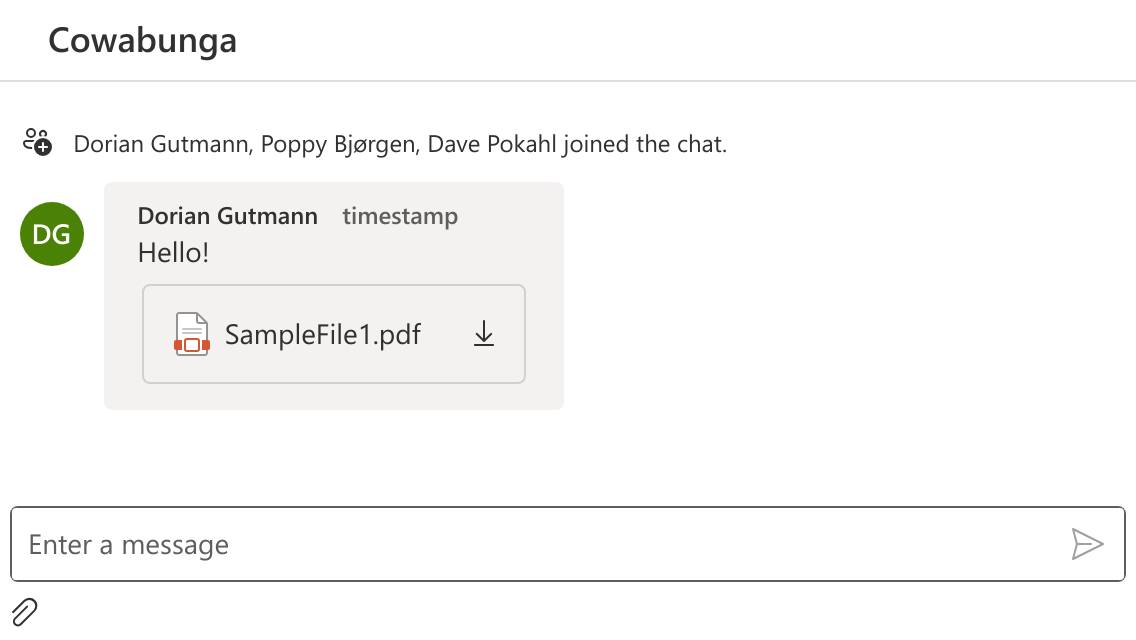 Cowabunga
Dorian Gutmann, Poppy Bjørgen, Dave Pokahl joined the chat.
DG
Dorian Gutmann timestamp
Hello!
SampleFile1.pdf
Enter a message